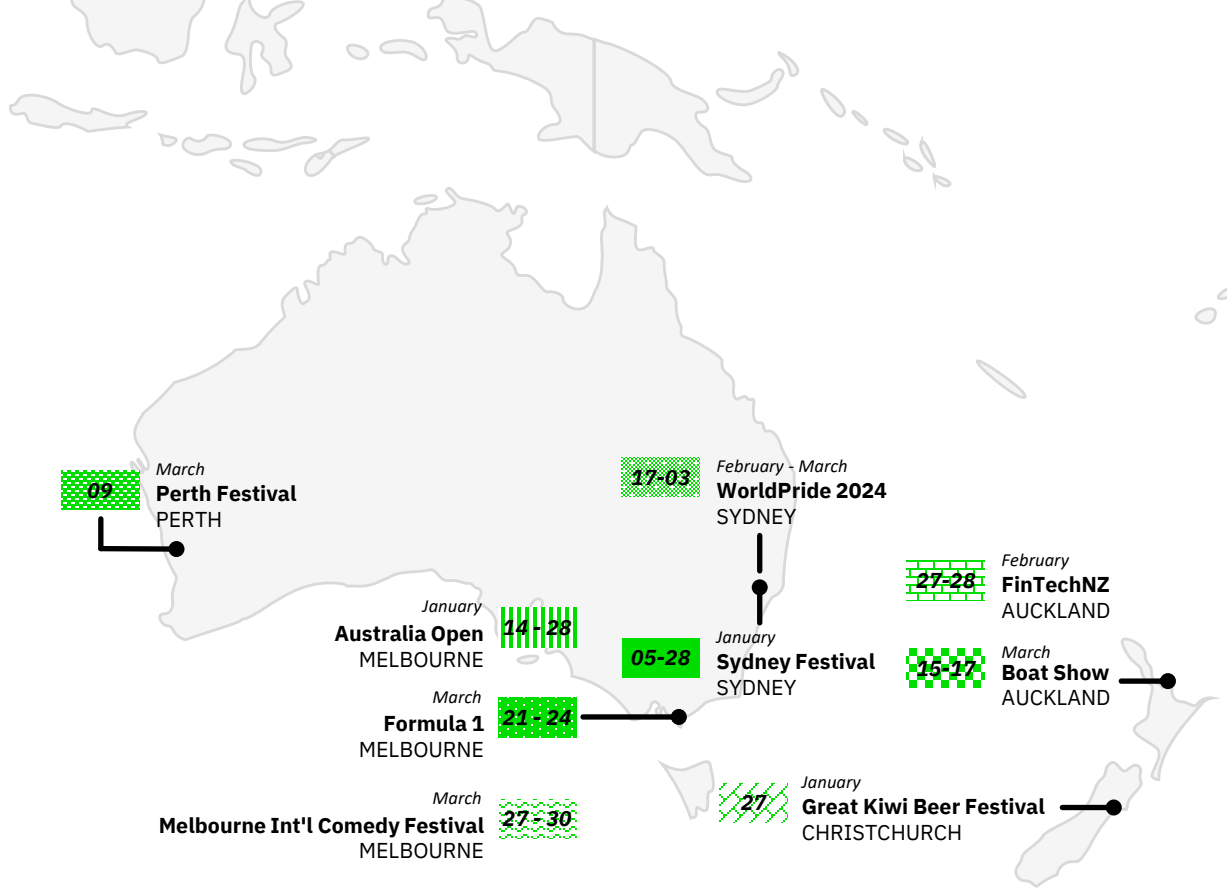 March
09
Perth Festival
PERTH
February - March
17-03
WorldPride 2024
SYDNEY
February
27-28
FinTechNZ
AUCKLAND
January
14 - 28
Australia Open
MELBOURNE
January
05-28
Sydney Festival
SYDNEY
March
15-17
Boat Show
AUCKLAND
March
21 - 24
Formula 1
MELBOURNE
January
27
Great Kiwi Beer Festival
CHRISTCHURCH
March
27 - 30
Melbourne Int'l Comedy Festival
MELBOURNE